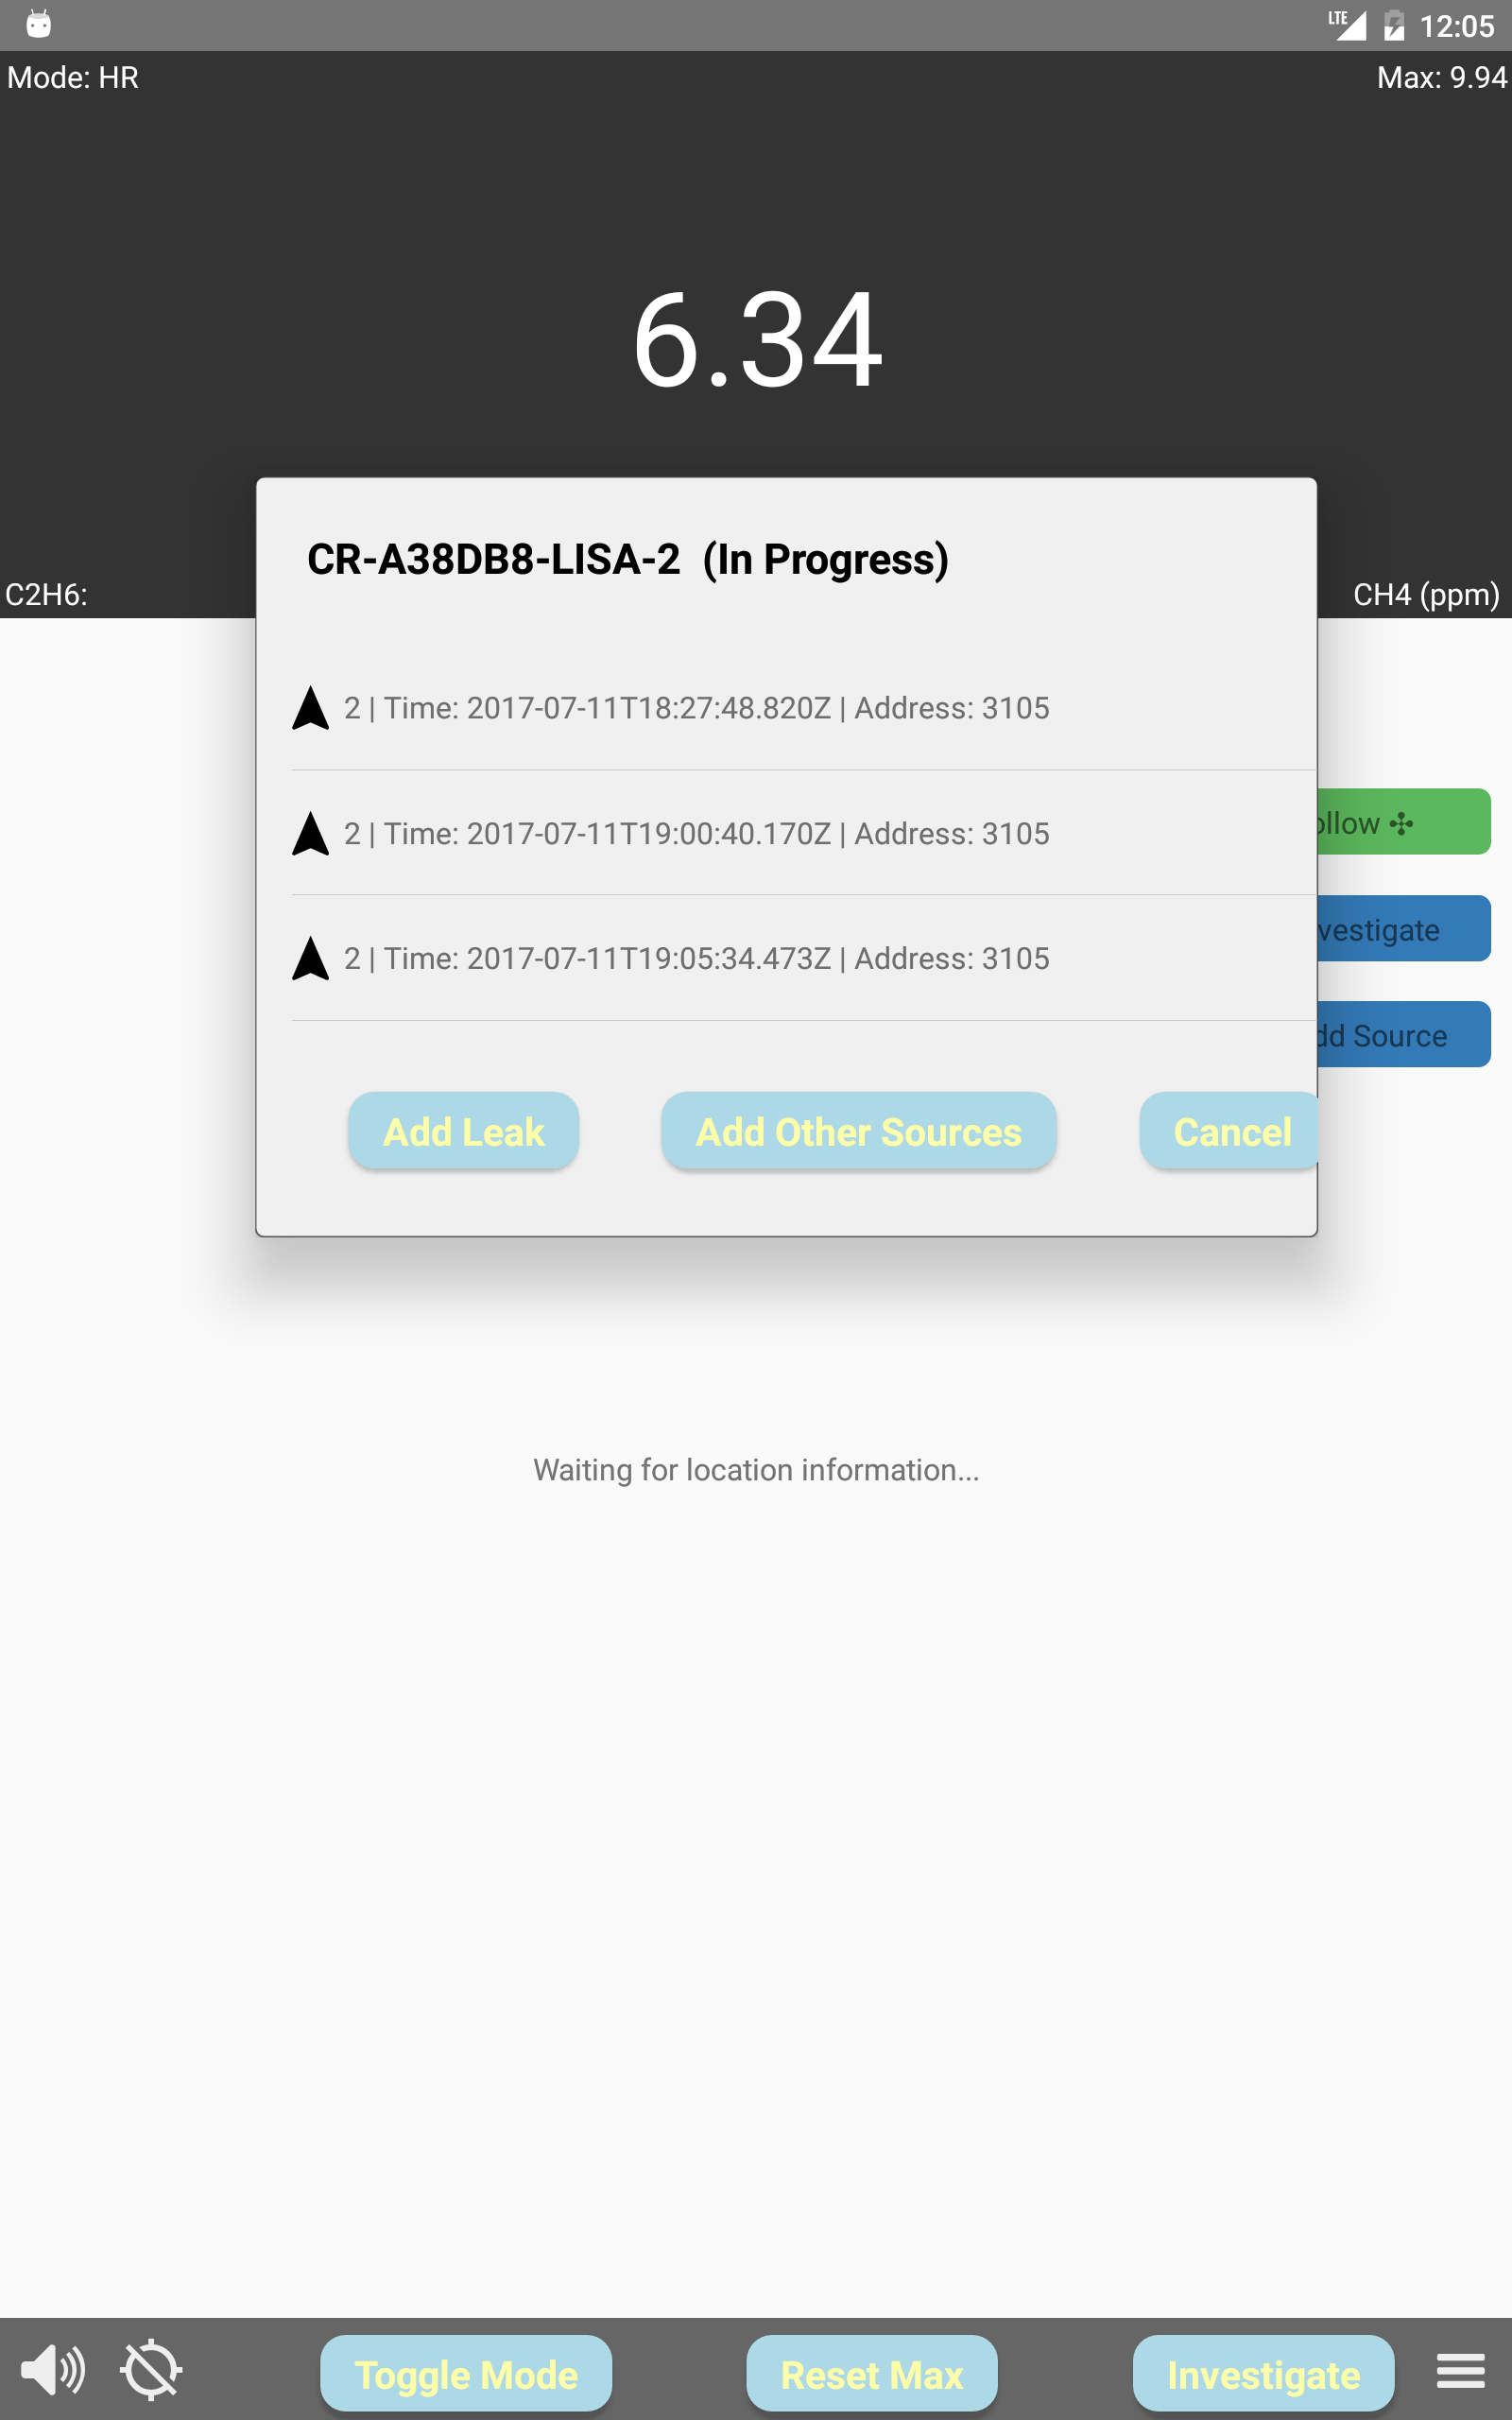 LTE 12:05
Mode: HR Max: 9.94
6.34
CR-A38DB8-LISA-2 (In Progress)
C2H6: CH4 (ppm)
2 | Time: 2017-07-11T18:27:48.820Z | Address: 3105
2 | Time: 2017-07-11T19:00:40.170Z | Address: 3105
2 | Time: 2017-07-11T19:05:34.473Z | Address: 3105
ollow
vestigate
dd Source
Add Leak Add Other Sources Cancel
Waiting for location information...
Toggle Mode Reset Max Investigate